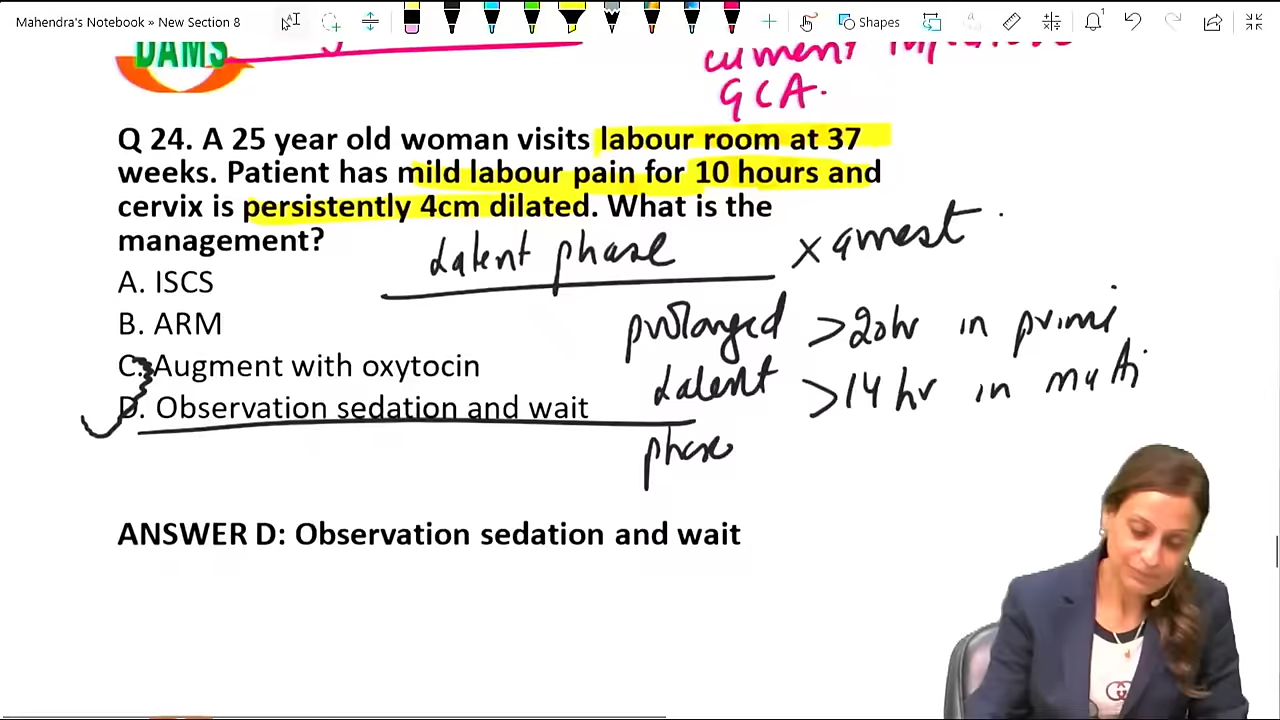 Mahendra's Notebook » New Section 8
Shapes
DAMS
GCA.
Q 24. A 25 year old woman visits labour room at 37
weeks. Patient has mild labour pain for 10 hours and
cervix is persistently 4cm dilated. What is the
management?
Latent phase x arrest
A. ISCS
B. ARM
prolonged >20hr in primi
C. Augment with oxytocin
Latent >14 hr in multi
D. Observation sedation and wait
phase
ANSWER D: Observation sedation and wait